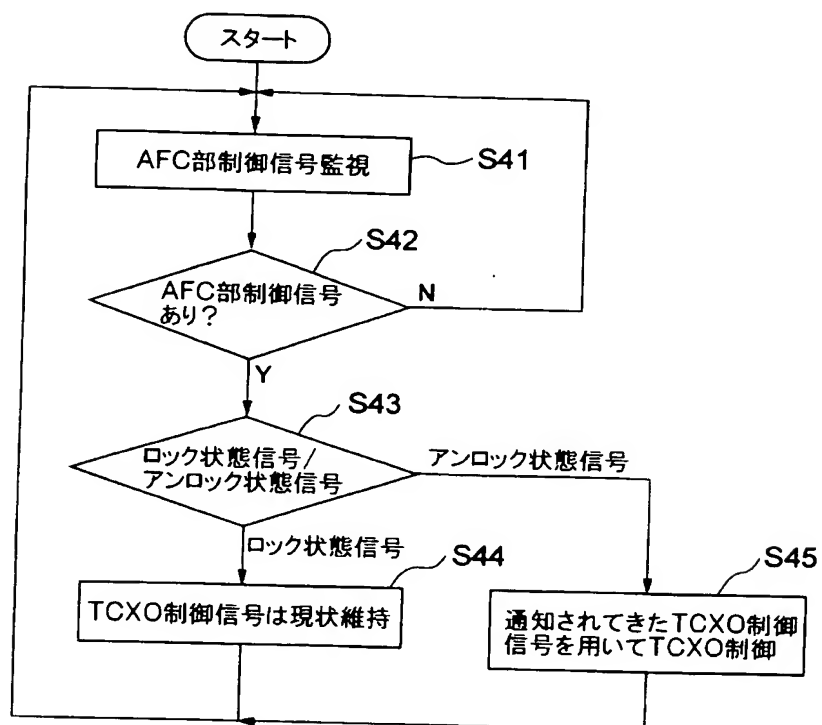 スタート
AFC部制御信号監視
S41
S42
AFC部制御信号
あり?
N
Y
S43
ロック状態信号/
アンロック状態信号
アンロック状態信号
ロック状態信号
S44
TCXO制御信号は現状維持
S45
通知されてきたTCXO制御
信号を用いてTCXO制御